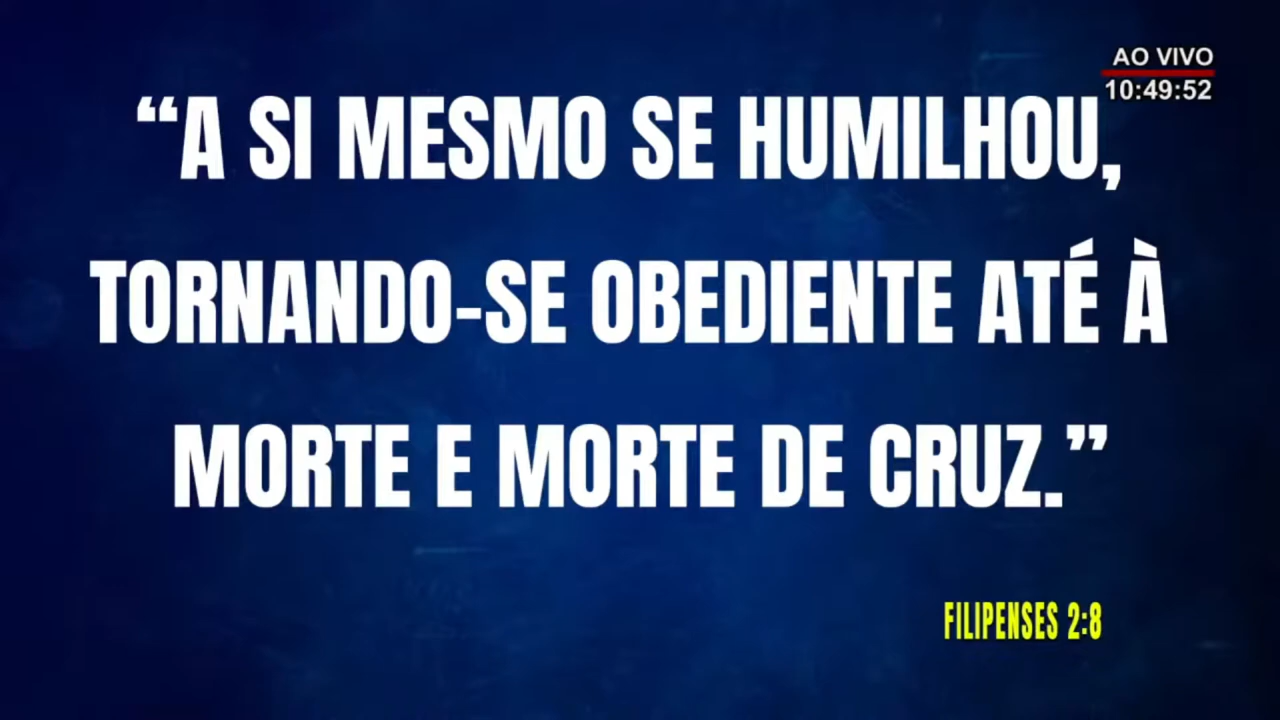 AO VIVO
10:49:52
“A SI MESMO SE HUMILHOU,
TORNANDO-SE OBEDIENTE ATÉ À
MORTE E MORTE DE CRUZ.”
FILIPENSES 2:8